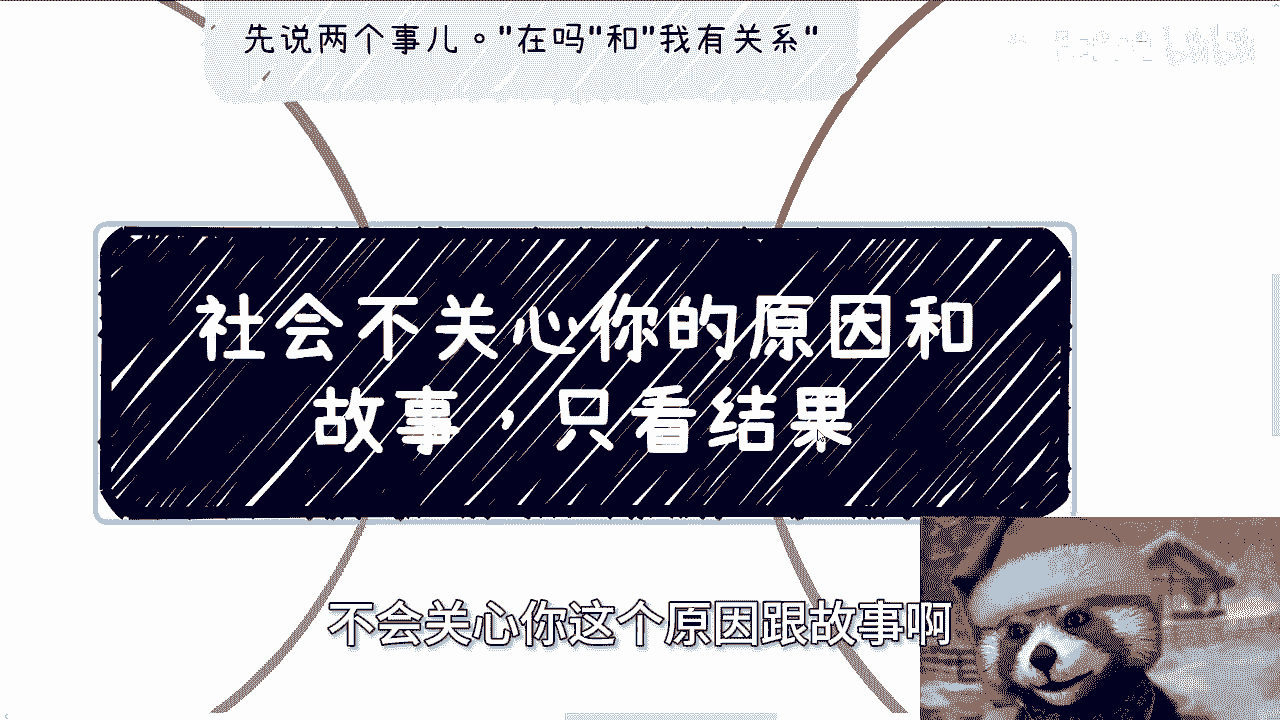 先说两个事儿。"在吗"和"我有关系"
社会不关心你的原因和
故事，只看结果
不会关心你这个原因跟故事啊